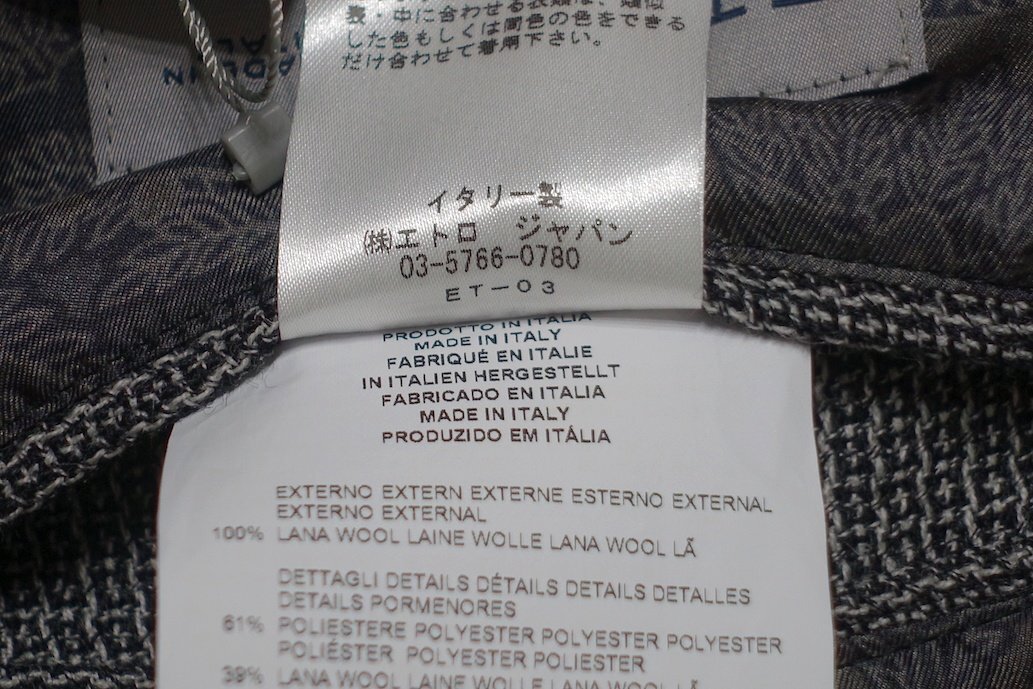 表・中に合わせる衣類は、類似
した色もしくは同色の色をできる
だけ合わせて着用下さい。
イタリー製
㈱エトロ ジャパン
03-5766-0780
ET-03
PRODOTTO IN ITALIA
MADE IN ITALY
FABRIQUÉ EN ITALIE
IN ITALIEN HERGESTELLT
FABRICADO EN ITALIA
MADE IN ITALY
PRODUZIDO EM ITÁLIA
EXTERNO EXTERN EXTERNE ESTERNO EXTERNAL
EXTERNO EXTERNAL
100% LANA WOOL LAINE WOLLE LANA WOOL LÃ
DETTAGLI DETAILS DÉTAILS DETAILS DETALLES
DETAILS PORMENORES
61% POLIESTERE POLYESTER POLYESTER POLYESTER
POLIÉSTER POLYESTER POLIESTER
39% LANA WOOL LAINE WOLLE LANA WOOL LÃ